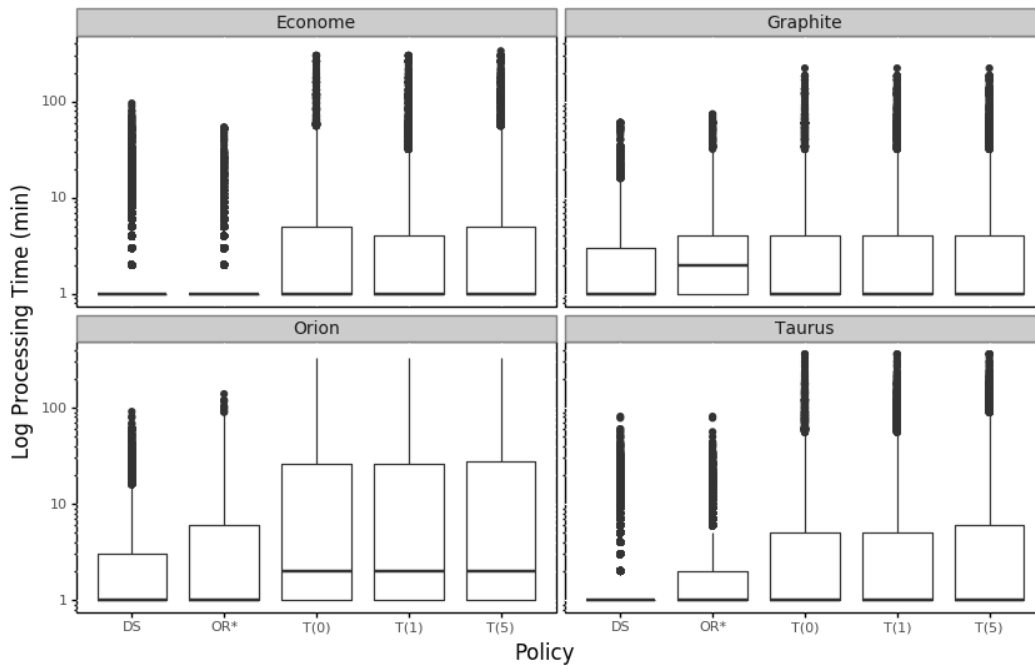 Econome
Graphite
100
10
1
Orion
Taurus
100
10
1
DS OR* T(0) T(1) T(5)
DS OR* T(0) T(1) T(5)
Log Processing Time (min)
Policy